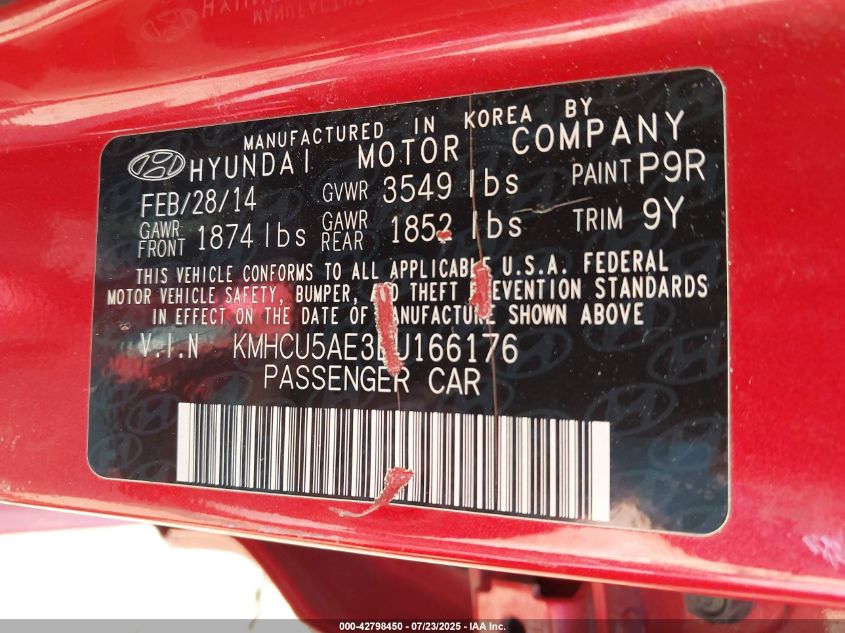 MANUFACTURED IN KOREA BY
HYUNDAI MOTOR COMPANY
FEB/28/14 GVWR 3549 lbs PAINT P9R
GAWR FRONT 1874 lbs GAWR REAR 1852 lbs TRIM 9Y
THIS VEHICLE CONFORMS TO ALL APPLICABLE U.S.A. FEDERAL
MOTOR VEHICLE SAFETY, BUMPER, AND THEFT PREVENTION STANDARDS
IN EFFECT ON THE DATE OF MANUFACTURE SHOWN ABOVE
V.I.N
PASSENGER CAR
000-42798450 - 07/23/2025 - IAA Inc.